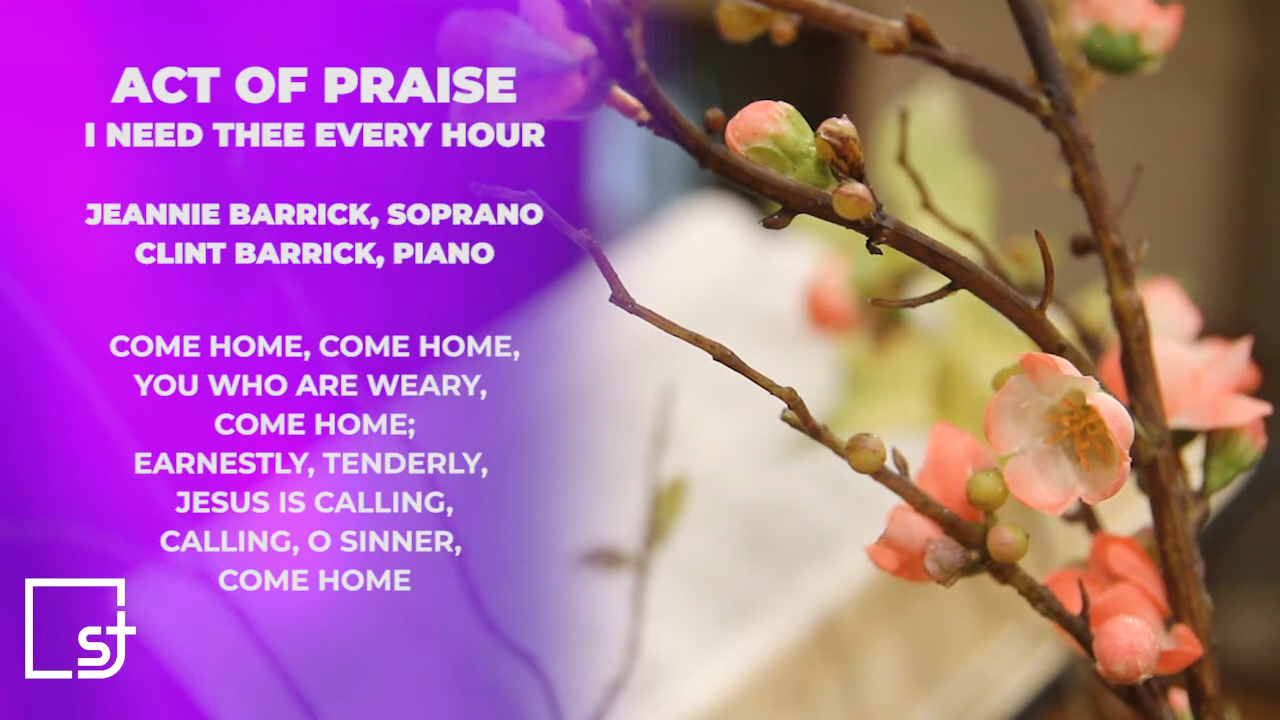 ACT OF PRAISE
I NEED THEE EVERY HOUR
JEANNIE BARRICK, SOPRANO
CLINT BARRICK, PIANO
COME HOME, COME HOME,
YOU WHO ARE WEARY,
COME HOME;
EARNESTLY, TENDERLY,
JESUS IS CALLING,
CALLING, O SINNER,
COME HOME
sj